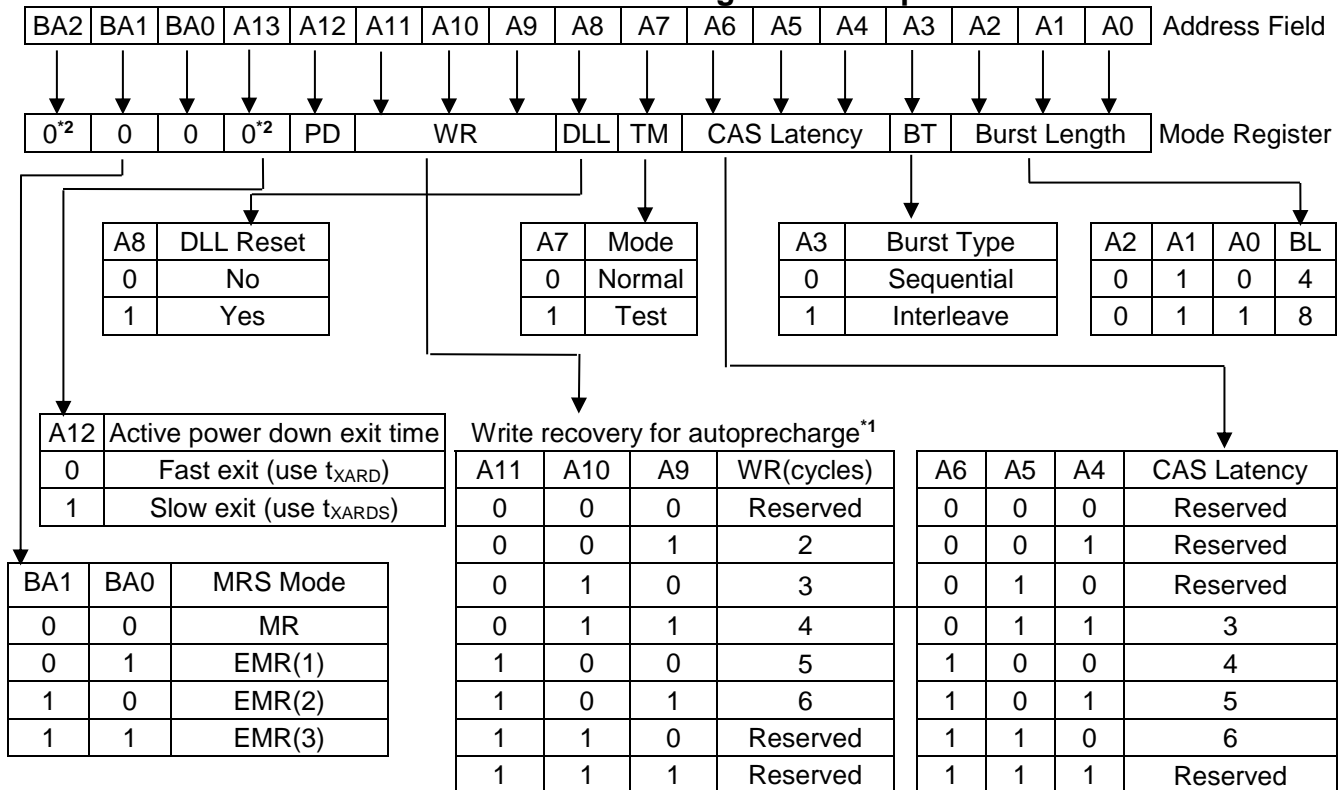 BA2 BA1 BA0 A13 A12 A11 A10 A9 A8 A7 A6 A5 A4 A3 A2 A1 A0 Address Field
0*2 0 0 0*2 PD WR DLL TM CAS Latency BT Burst Length Mode Register
A8 DLL Reset
0 No
1 Yes
A7 Mode
0 Normal
1 Test
A3 Burst Type
0 Sequential
1 Interleave
A2 A1 A0 BL
0 1 0 4
0 1 1 8
A12 Active power down exit time
0 Fast exit (use tXARD)
1 Slow exit (use tXARDS)
BA1 BA0 MRS Mode
0 0 MR
0 1 EMR(1)
1 0 EMR(2)
1 1 EMR(3)
Write recovery for autoprecharge*1
A11 A10 A9 WR(cycles)
0 0 0 Reserved
0 0 1 2
0 1 0 3
0 1 1 4
1 0 0 5
1 0 1 6
1 1 0 Reserved
1 1 1 Reserved
A6 A5 A4 CAS Latency
0 0 0 Reserved
0 0 1 Reserved
0 1 0 Reserved
0 1 1 3
1 0 0 4
1 0 1 5
1 1 0 6
1 1 1 Reserved